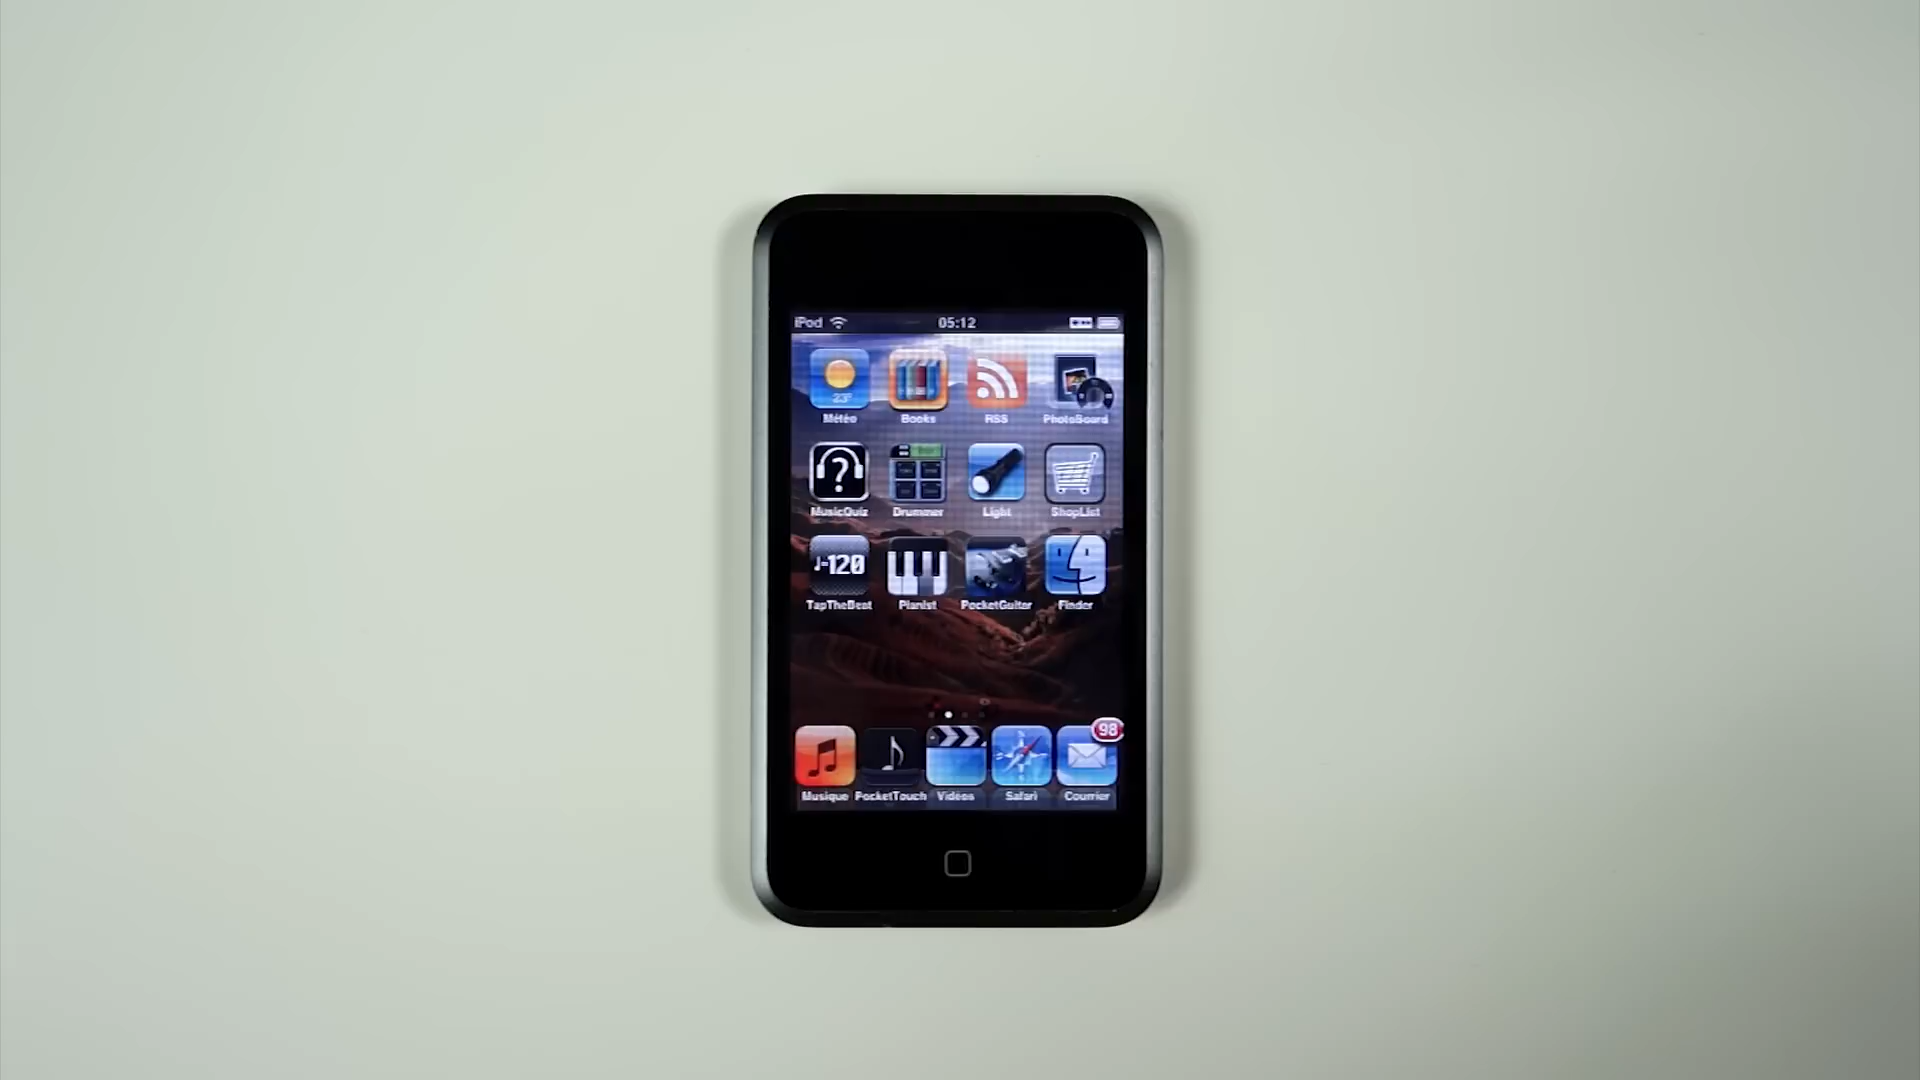 iPod 05:12
23°
Météo Books RSS PhotoBoard
?
MusicQuiz Drummer Light ShopList
♩=120
TapTheBeat Pianist PocketGuitar Finder
98
Musique PocketTouch Vidéos Safari Courrier